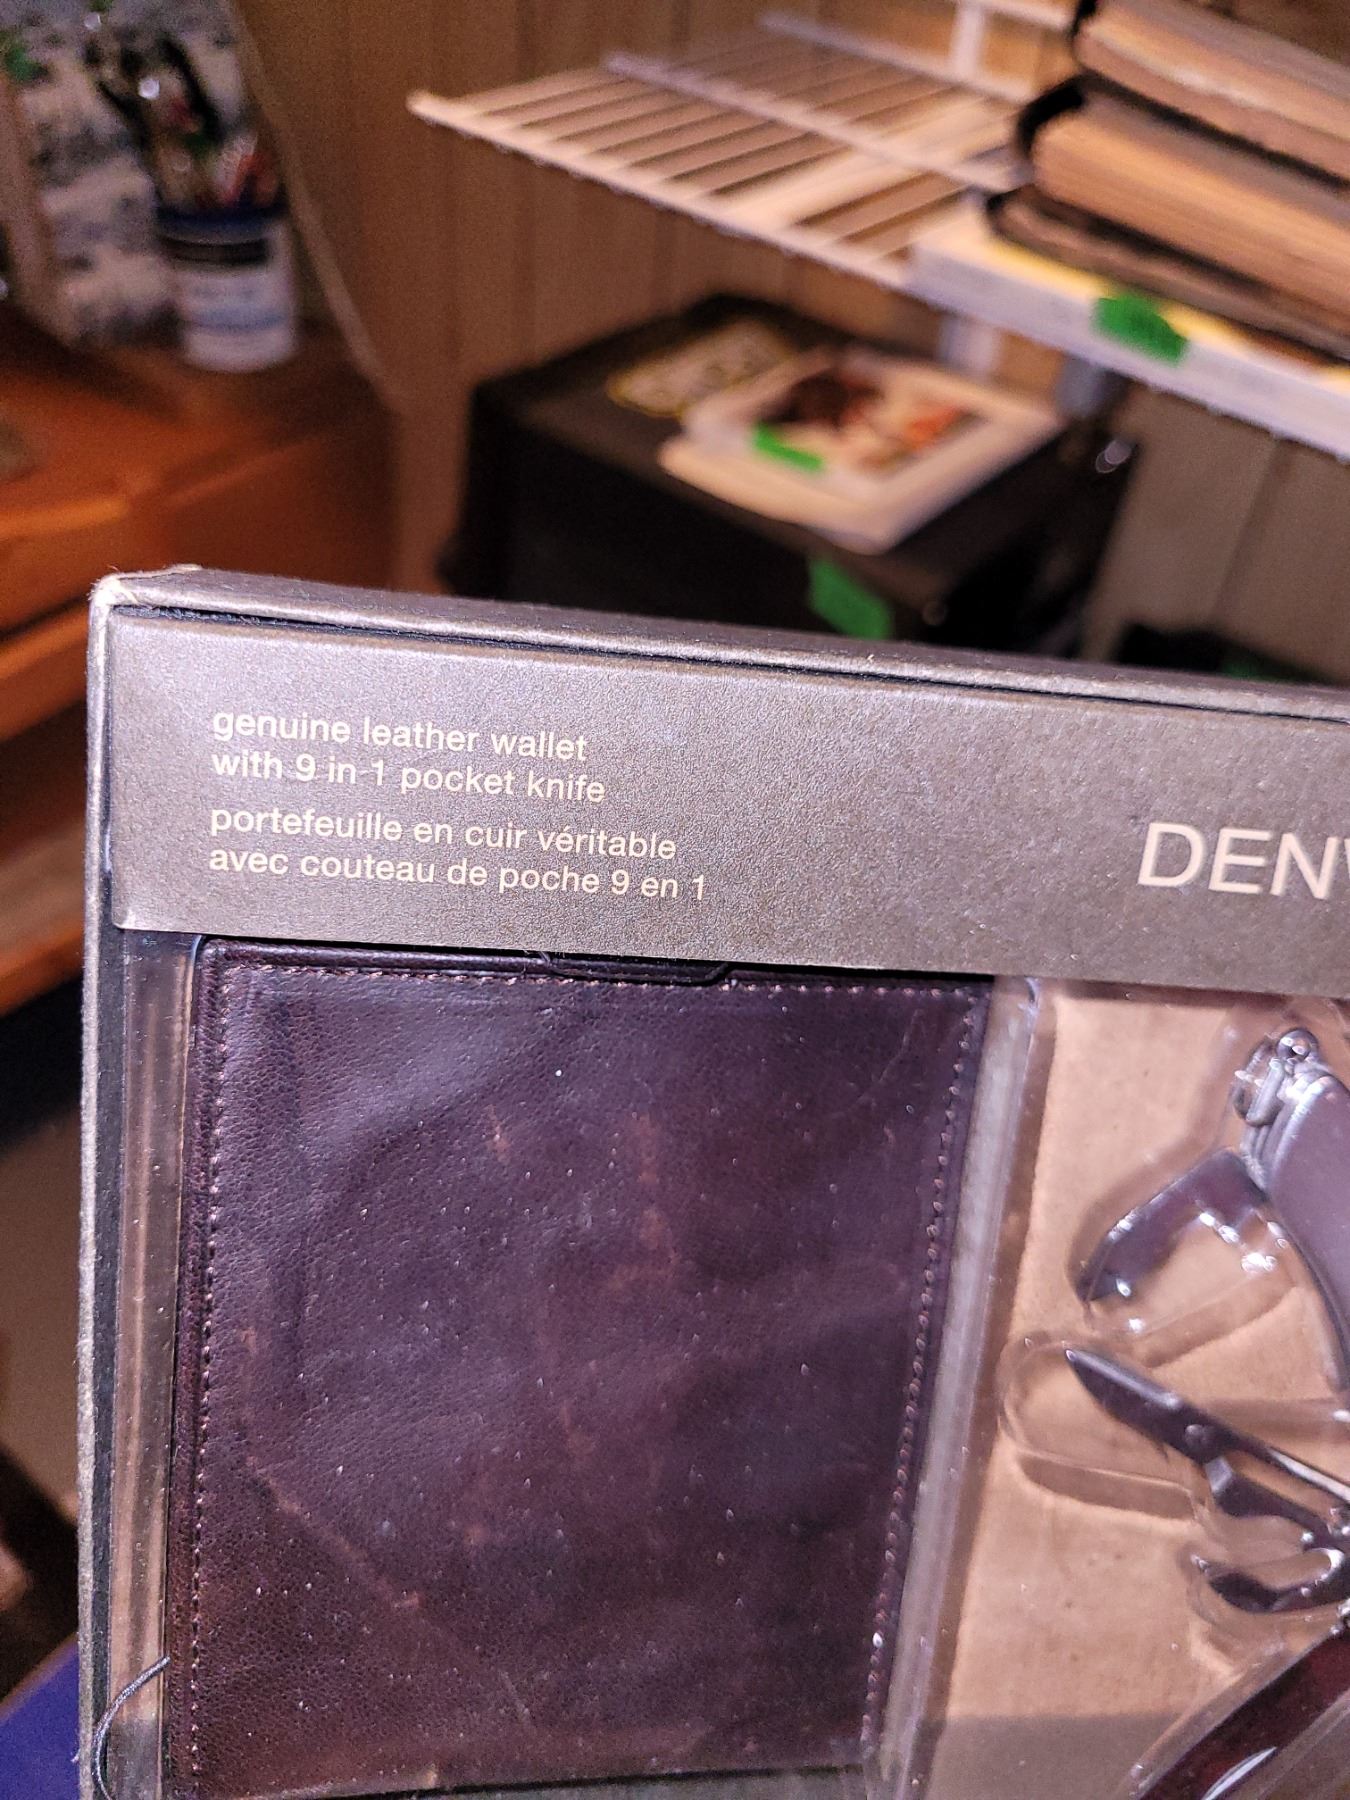 genuine leather wallet
with 9 in 1 pocket knife
portefeuille en cuir véritable
avec couteau de poche 9 en 1
DEN